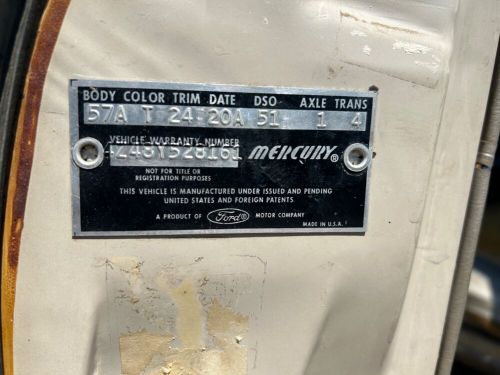 BODY COLOR TRIM DATE DSO AXLE TRANS
57A T 24 20A 51 1 4
VEHICLE WARRANTY NUMBER
4Z48Y528161 MERCURY®
NOT FOR TITLE OR
REGISTRATION PURPOSES
THIS VEHICLE IS MANUFACTURED UNDER ISSUED AND PENDING
UNITED STATES AND FOREIGN PATENTS
A PRODUCT OF Ford® MOTOR COMPANY
MADE IN U.S.A.